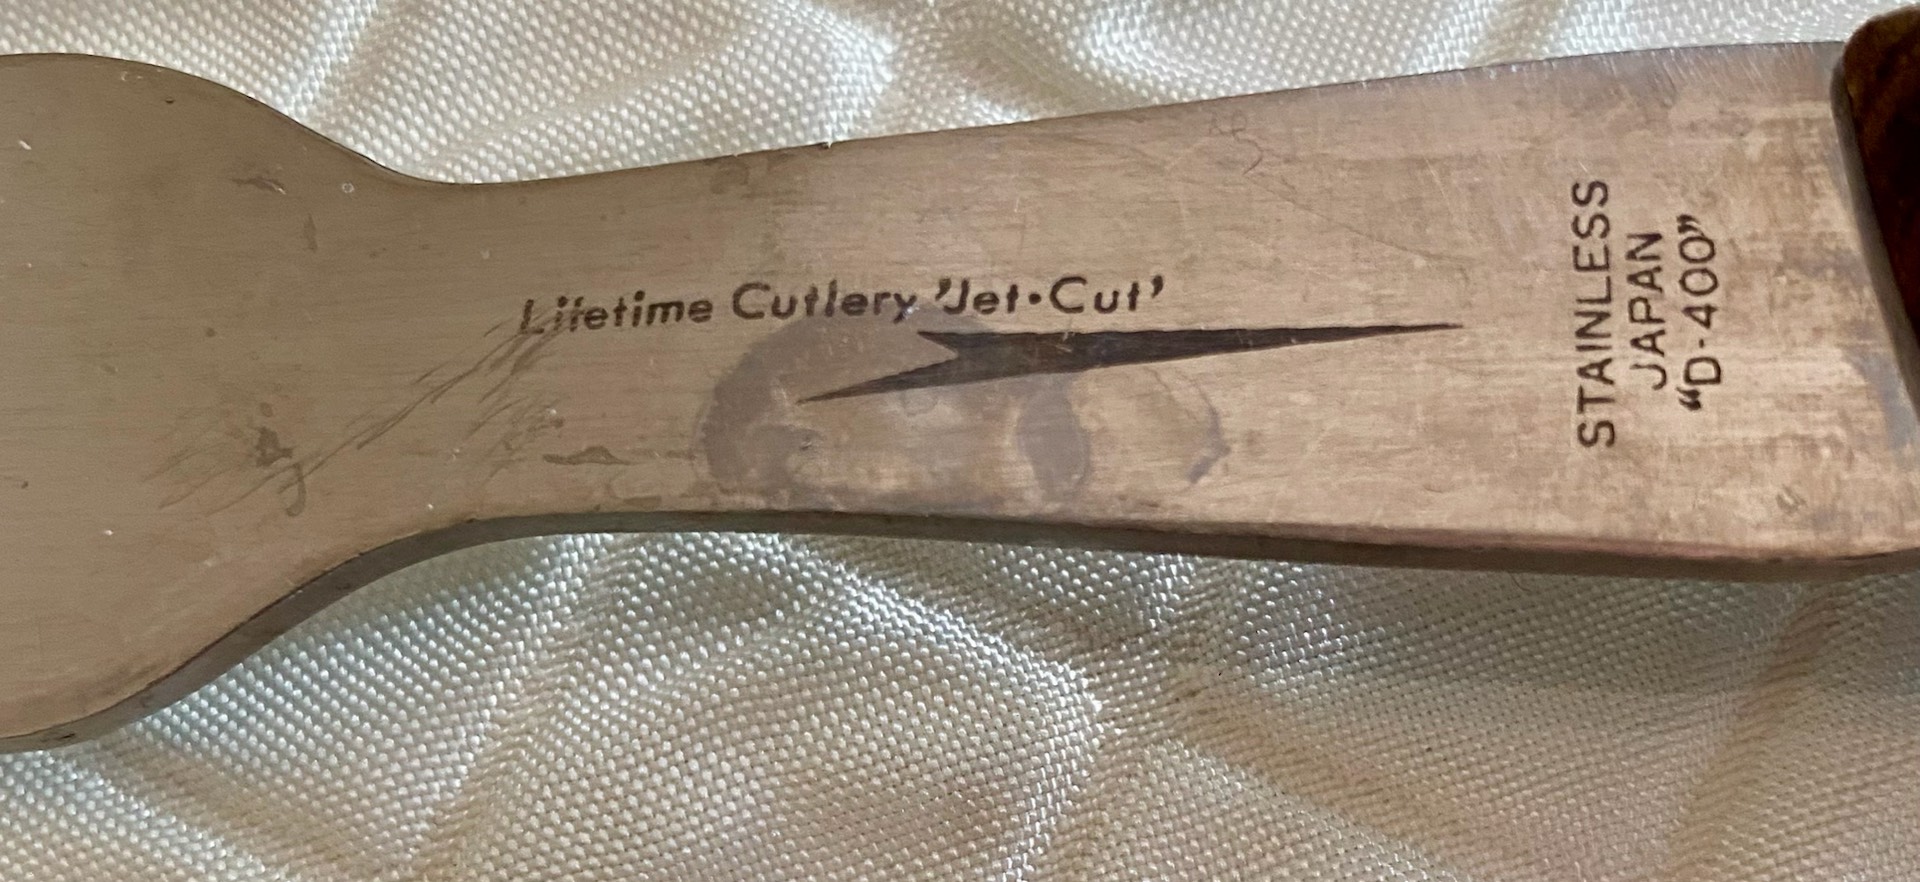 Lifetime Cutlery 'Jet•Cut'
STAINLESS
JAPAN
“D-400”